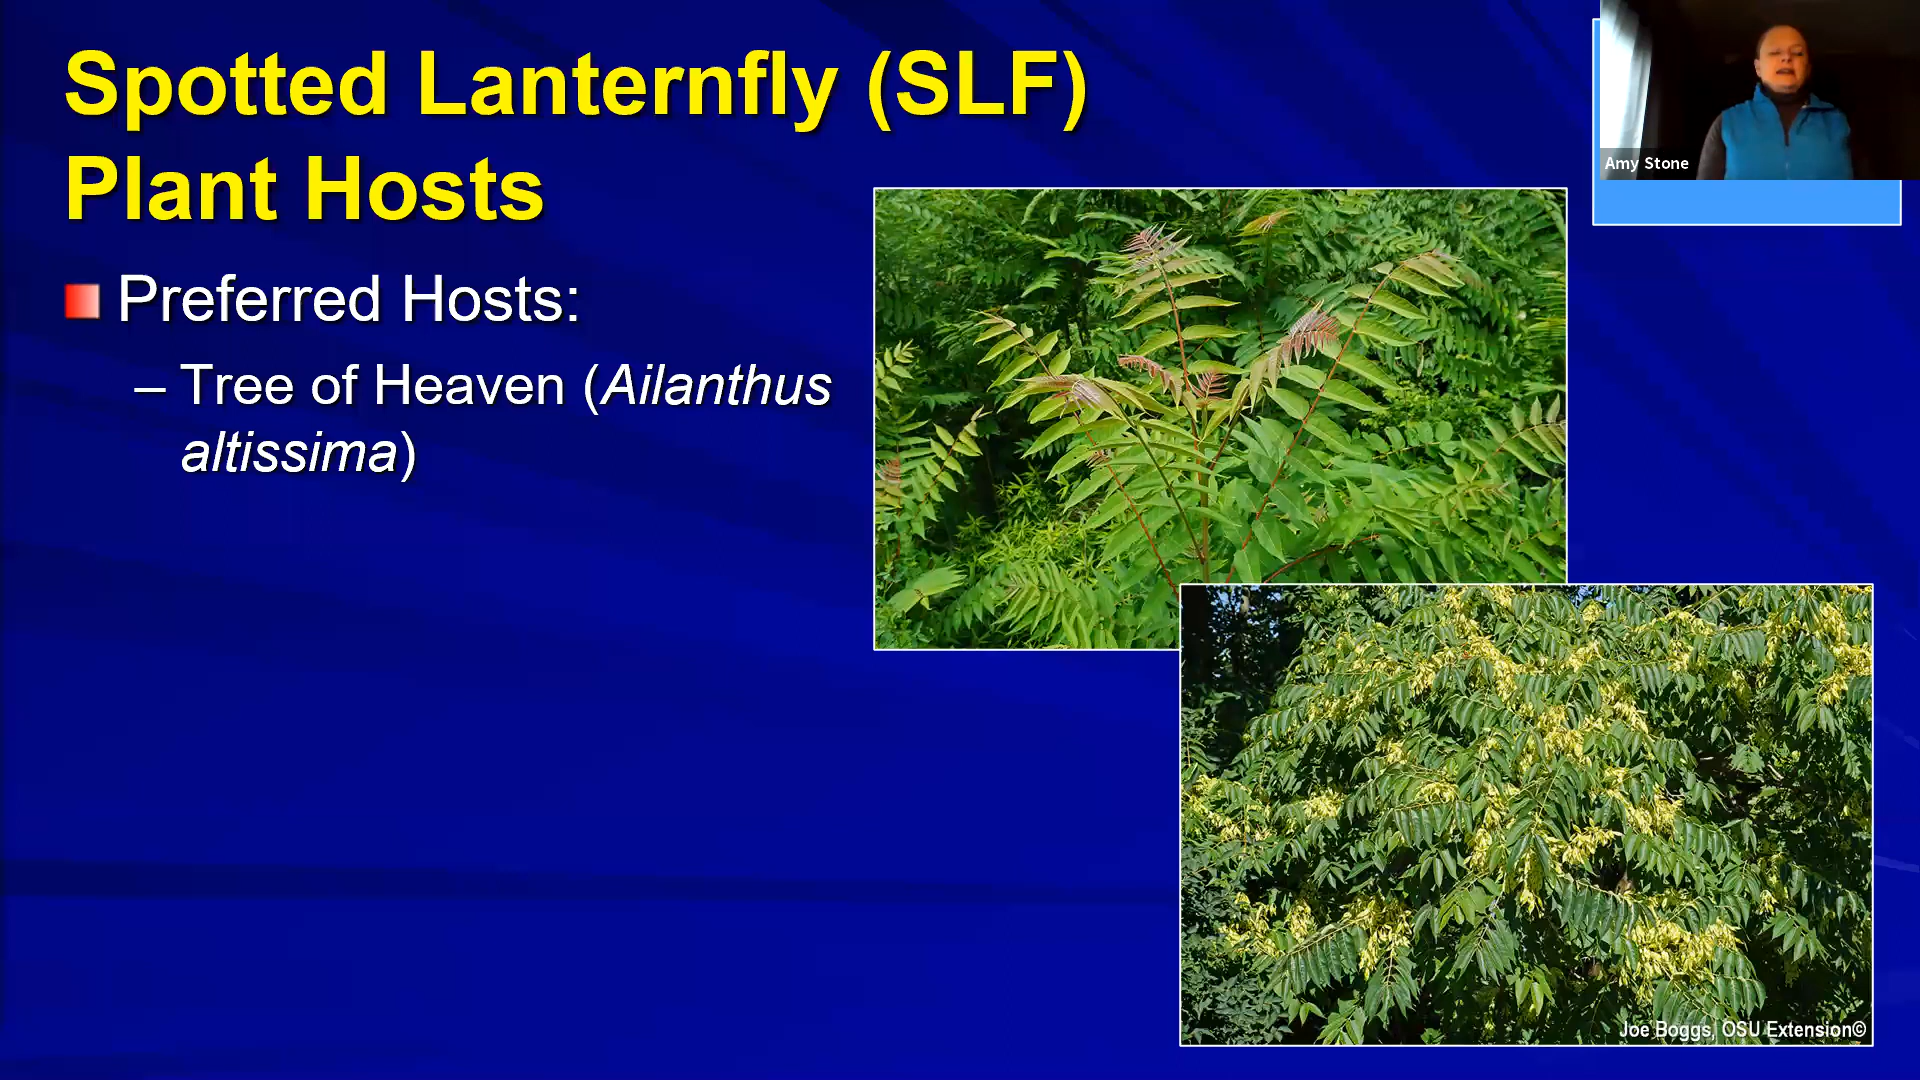 Spotted Lanternfly (SLF)
Plant Hosts
Amy Stone
Preferred Hosts:
– Tree of Heaven (Ailanthus
altissima)
Joe Boggs, OSU Extension©